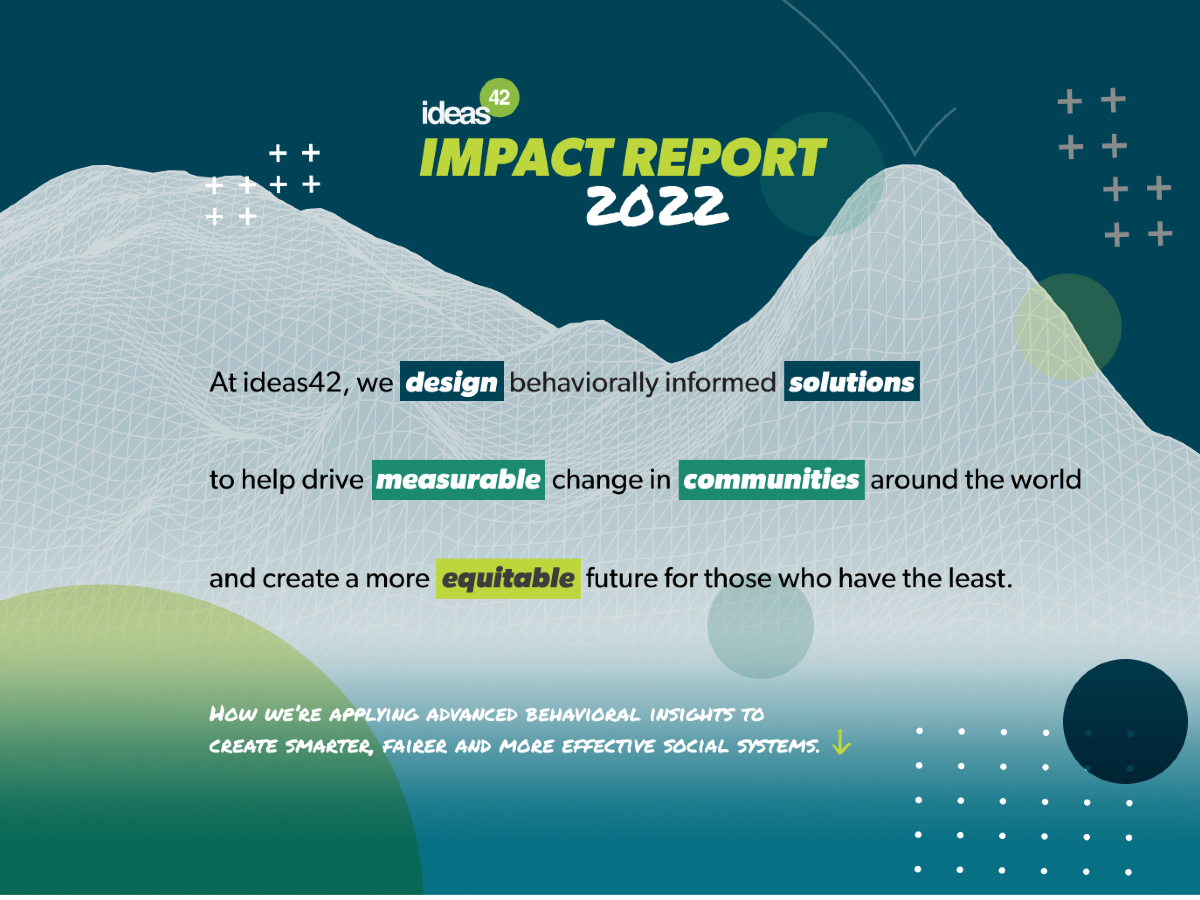 ideas42
IMPACT REPORT
2022
At ideas42, we design behaviorally informed solutions
to help drive measurable change in communities around the world
and create a more equitable future for those who have the least.
HOW WE'RE APPLYING ADVANCED BEHAVIORAL INSIGHTS TO
CREATE SMARTER, FAIRER AND MORE EFFECTIVE SOCIAL SYSTEMS. ↓